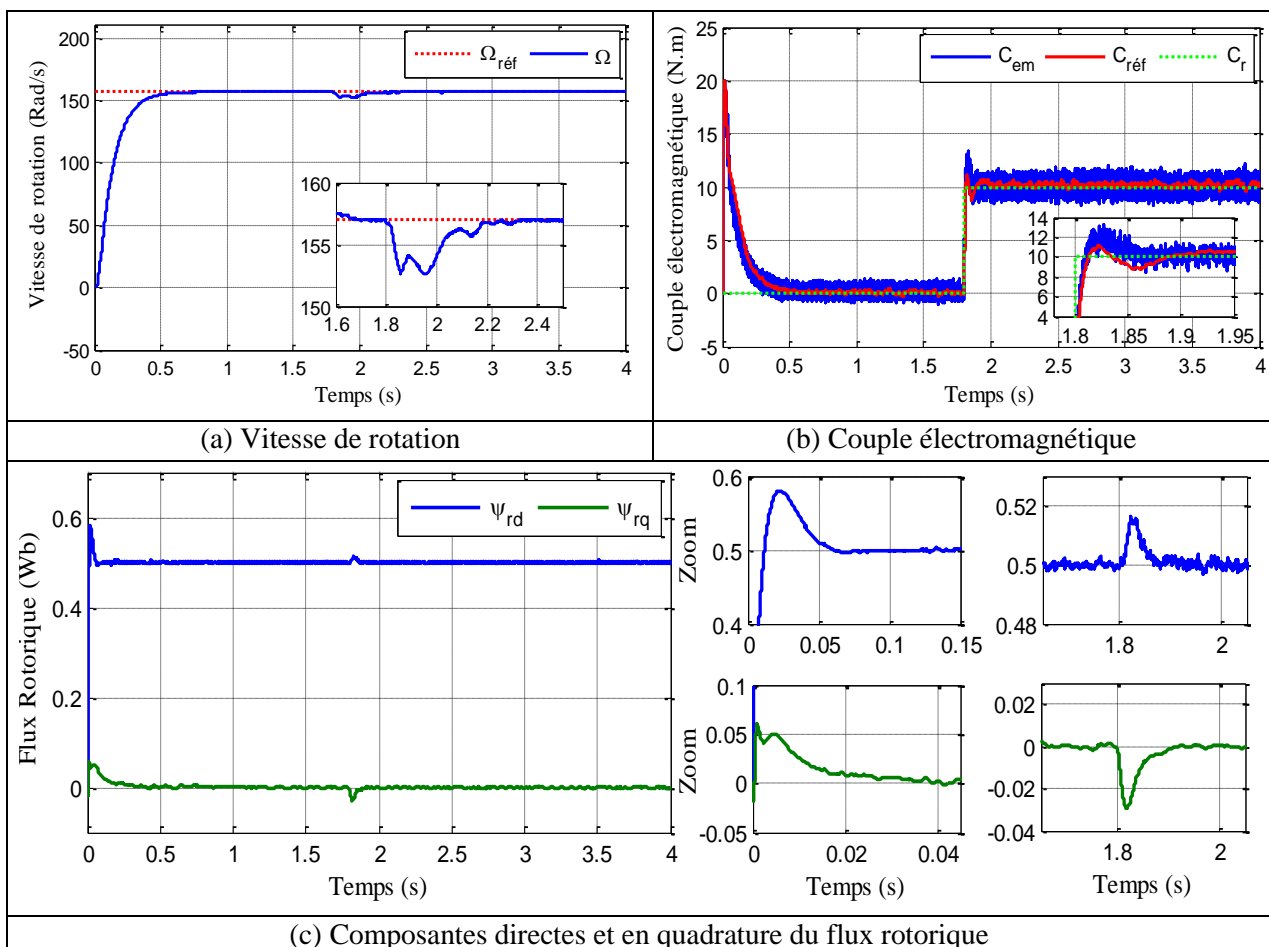 Vitesse de rotation (Rad/s)
200
150
100
50
0
-50
Ω_réf Ω
160
155
150
1.6 1.8 2 2.2 2.4
0 0.5 1 1.5 2 2.5 3 3.5 4
Temps (s)
(a) Vitesse de rotation
Couple électromagnétique (N.m)
25
20
15
10
5
0
-5
C_em C_réf C_r
14
12
10
8
6
4
1.8 1.85 1.9 1.95
0 0.5 1 1.5 2 2.5 3 3.5 4
Temps (s)
(b) Couple électromagnétique
Flux Rotorique (Wb)
0.6
0.4
0.2
0
ψ_rd ψ_rq
0 0.5 1 1.5 2 2.5 3 3.5 4
Temps (s)
Zoom
0.6
0.5
0.4
0 0.05 0.1 0.15
0.52
0.5
0.48
1.8 2
Zoom
0.1
0.05
0
-0.05
0 0.02 0.04
Temps (s)
0.02
0
-0.02
-0.04
1.8 2
Temps (s)
(c) Composantes directes et en quadrature du flux rotorique